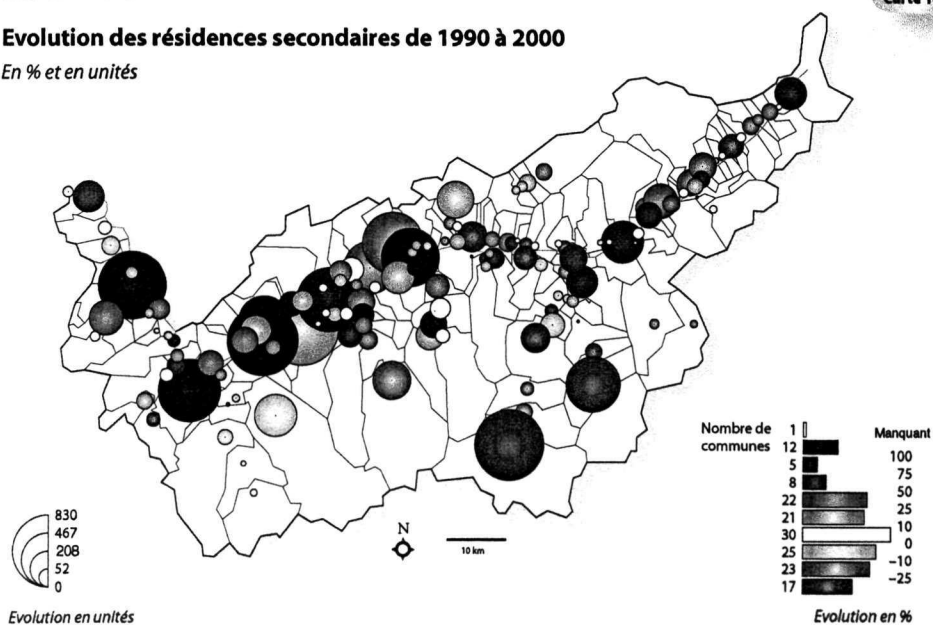 Carte 1
Evolution des résidences secondaires de 1990 à 2000
En % et en unités
Nombre de communes
Manquant
1
12
5
8
22
21
30
25
23
17
100
75
50
25
10
0
–10
–25
Evolution en %
830
467
208
52
0
Evolution en unités
N
10 km